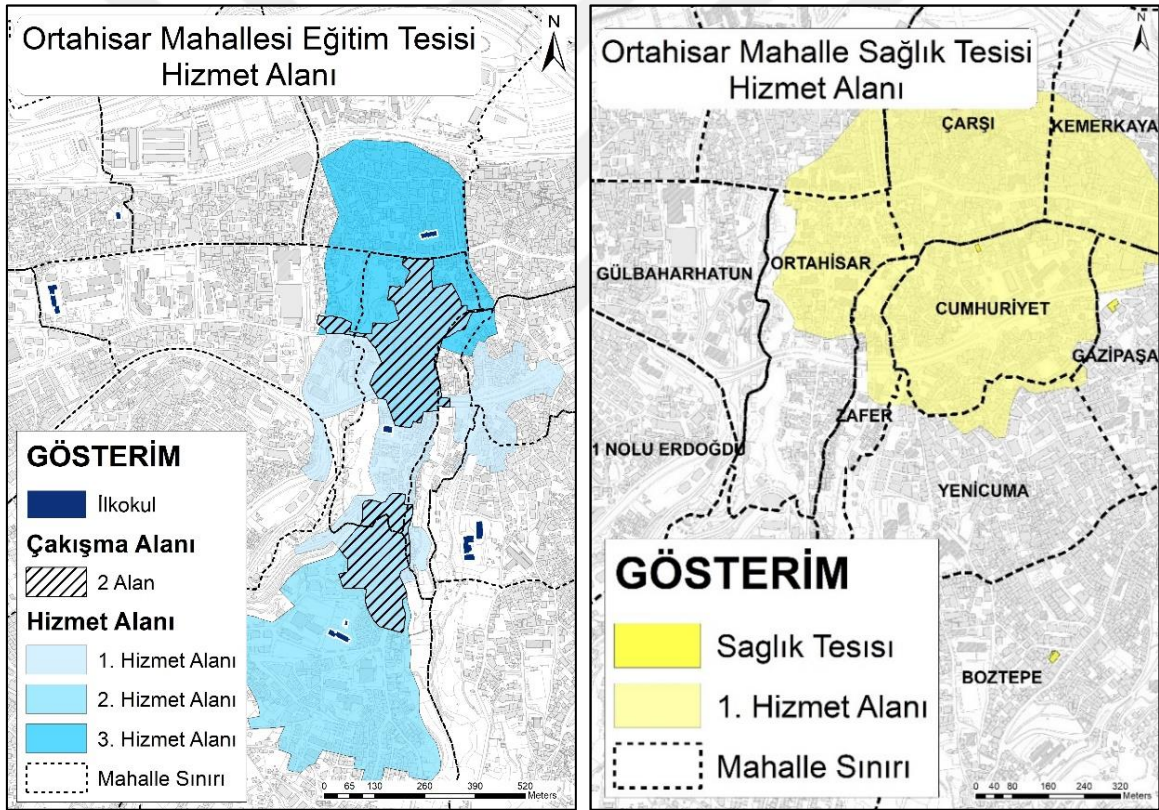 Ortahisar Mahallesi Eğitim Tesisi
Hizmet Alanı
N
GÖSTERİM
İlkokul
Çakışma Alanı
2 Alan
Hizmet Alanı
1. Hizmet Alanı
2. Hizmet Alanı
3. Hizmet Alanı
Mahalle Sınırı
0 65 130 260 390 520
Meters
Ortahisar Mahalle Sağlık Tesisi
Hizmet Alanı
N
ÇARŞI
KEMERKAYA
GÜLBAHARHATUN
ORTAHİSAR
CUMHURİYET
GAZİPAŞA
ZAFER
1 NOLU ERDOĞDU
YENİCUMA
BOZTEPE
GÖSTERİM
Saglık Tesısı
1. Hizmet Alanı
Mahalle Sınırı
0 40 80 160 240 320
Meters